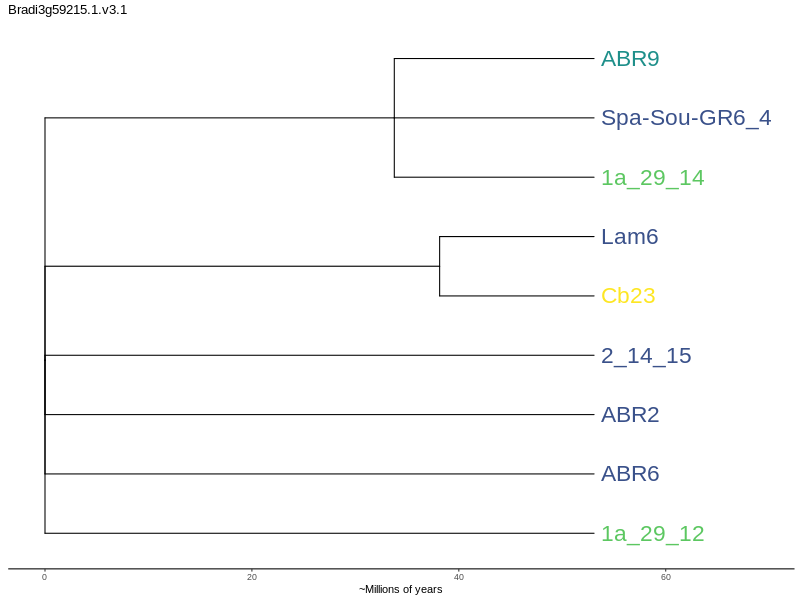 Bradi3g59215.1.v3.1
ABR9
Spa-Sou-GR6_4
1a_29_14
Lam6
Cb23
2_14_15
ABR2
ABR6
1a_29_12
0 20 40 60
~Millions of years